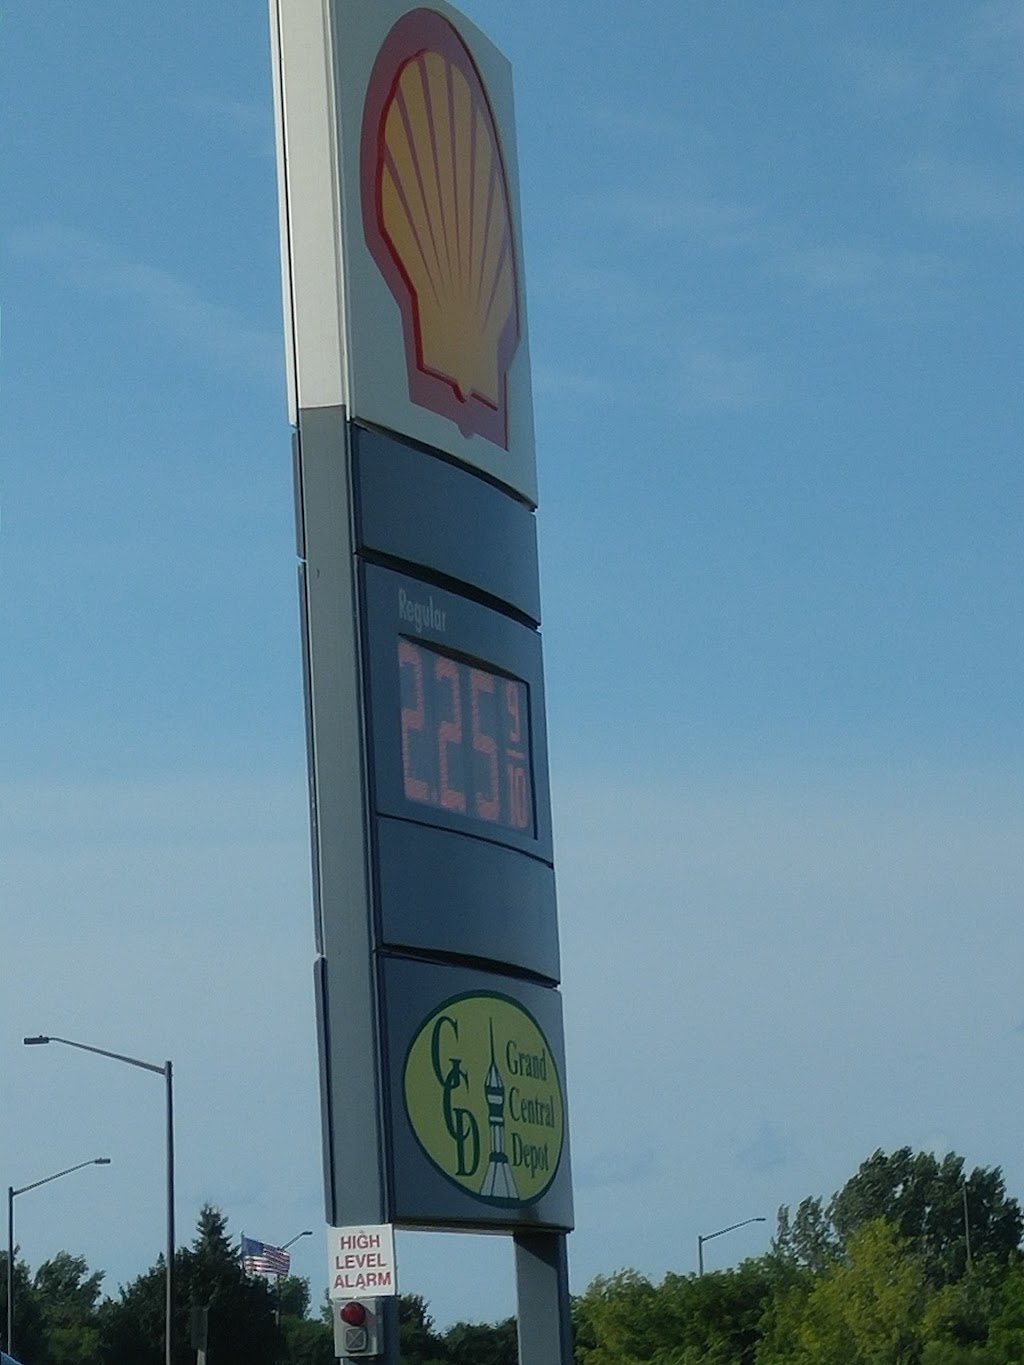 Regular
2.25 9/10
GCD
Grand
Central
Depot
HIGH
LEVEL
ALARM